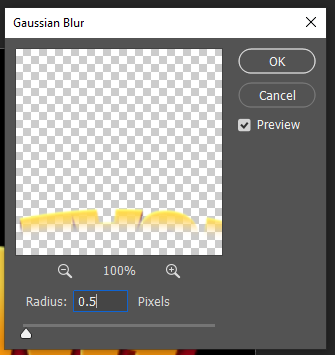 Gaussian Blur
OK
Cancel
Preview
100%
Radius: 0.5 Pixels